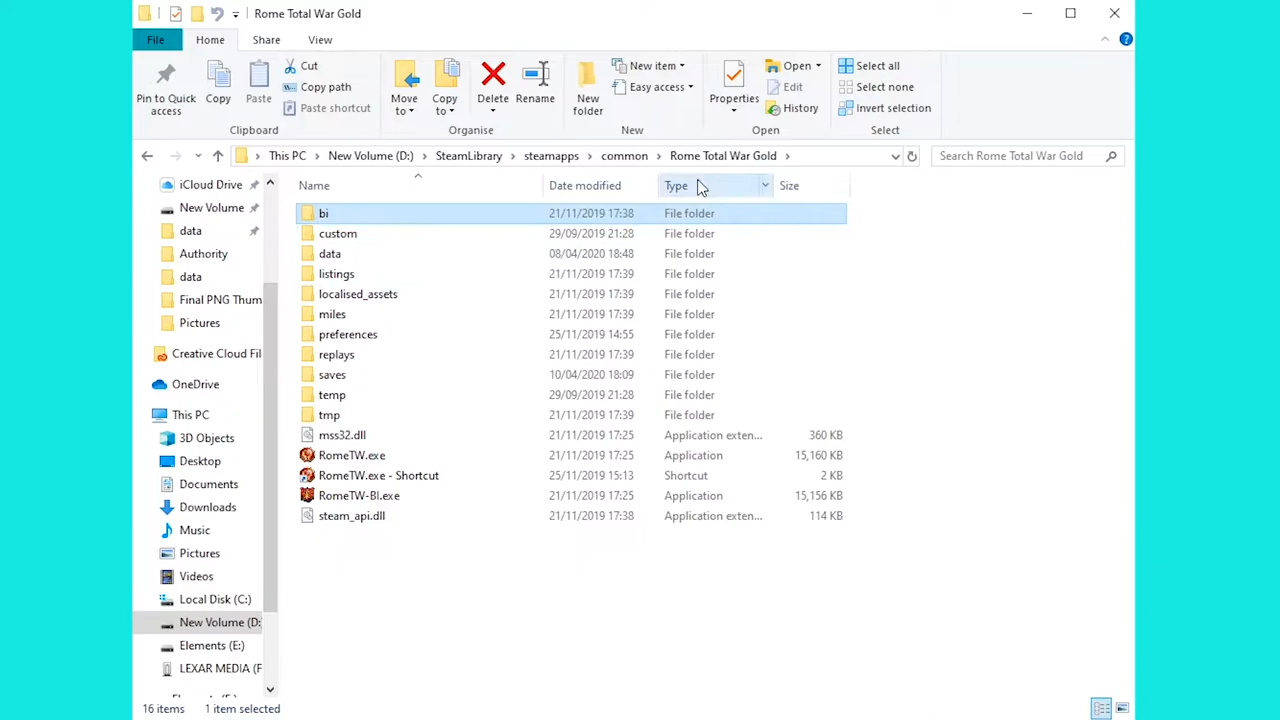 Rome Total War Gold
File Home Share View
Pin to Quick access
Copy
Paste
Cut
Copy path
Paste shortcut
Clipboard
Move to
Copy to
Delete
Rename
Organise
New folder
New item
Easy access
New
Properties
Open
Edit
History
Open
Select all
Select none
Invert selection
Select
This PC > New Volume (D:) > SteamLibrary > steamapps > common > Rome Total War Gold >
Search Rome Total War Gold
iCloud Drive
New Volume
data
Authority
data
Final PNG Thum
Pictures
Creative Cloud Fil
OneDrive
This PC
3D Objects
Desktop
Documents
Downloads
Music
Pictures
Videos
Local Disk (C:)
New Volume (D:
Elements (E:)
LEXAR MEDIA (F
Name Date modified Type Size
bi 21/11/2019 17:38 File folder
custom 29/09/2019 21:28 File folder
data 08/04/2020 18:48 File folder
listings 21/11/2019 17:39 File folder
localised_assets 21/11/2019 17:39 File folder
miles 21/11/2019 17:39 File folder
preferences 25/11/2019 14:55 File folder
replays 21/11/2019 17:39 File folder
saves 10/04/2020 18:09 File folder
temp 29/09/2019 21:28 File folder
tmp 21/11/2019 17:39 File folder
mss32.dll 21/11/2019 17:25 Application exten... 360 KB
RomeTW.exe 21/11/2019 17:25 Application 15,160 KB
RomeTW.exe - Shortcut 25/11/2019 15:13 Shortcut 2 KB
RomeTW-BI.exe 21/11/2019 17:25 Application 15,156 KB
steam_api.dll 21/11/2019 17:38 Application exten... 114 KB
16 items 1 item selected